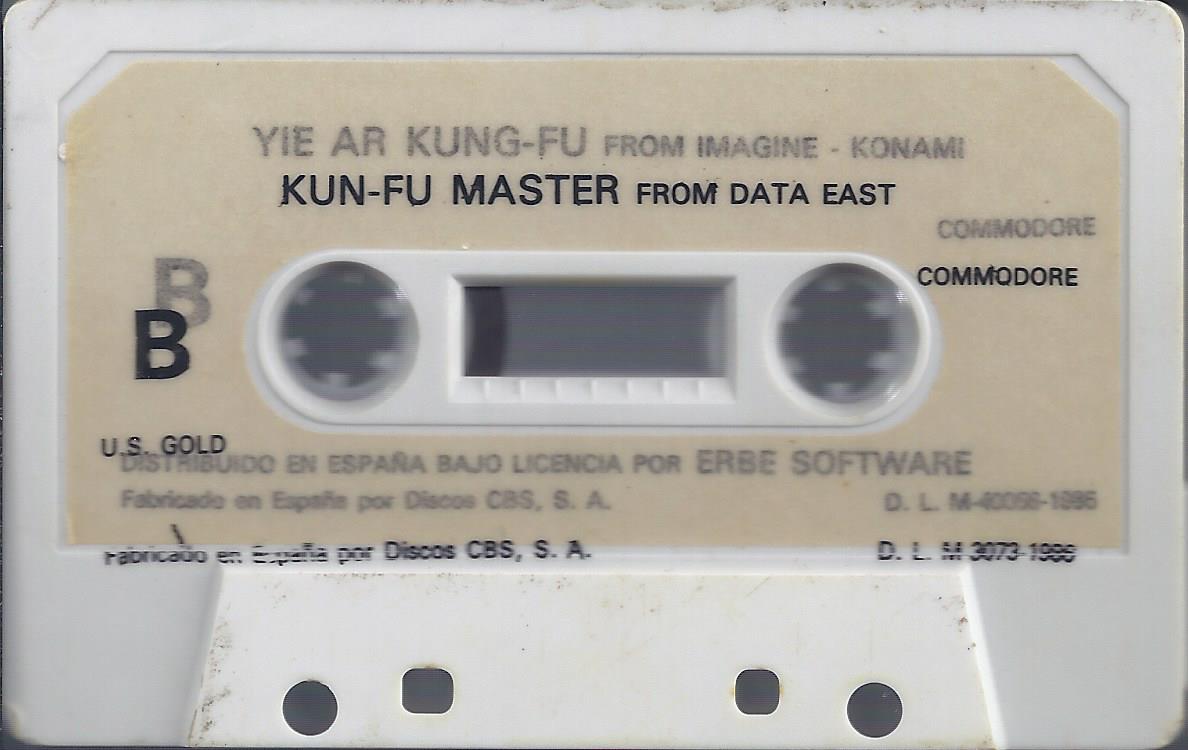 YIE AR KUNG-FU FROM IMAGINE - KONAMI
KUN-FU MASTER FROM DATA EAST
COMMODORE
COMMODORE
B
B
U.S. GOLD
DISTRIBUIDO EN ESPAÑA BAJO LICENCIA POR ERBE SOFTWARE
Fabricado en España por Discos CBS, S. A. D. L. M-40056-1986
Fabricado en España por Discos CBS, S. A. D. L. M 3073-1986